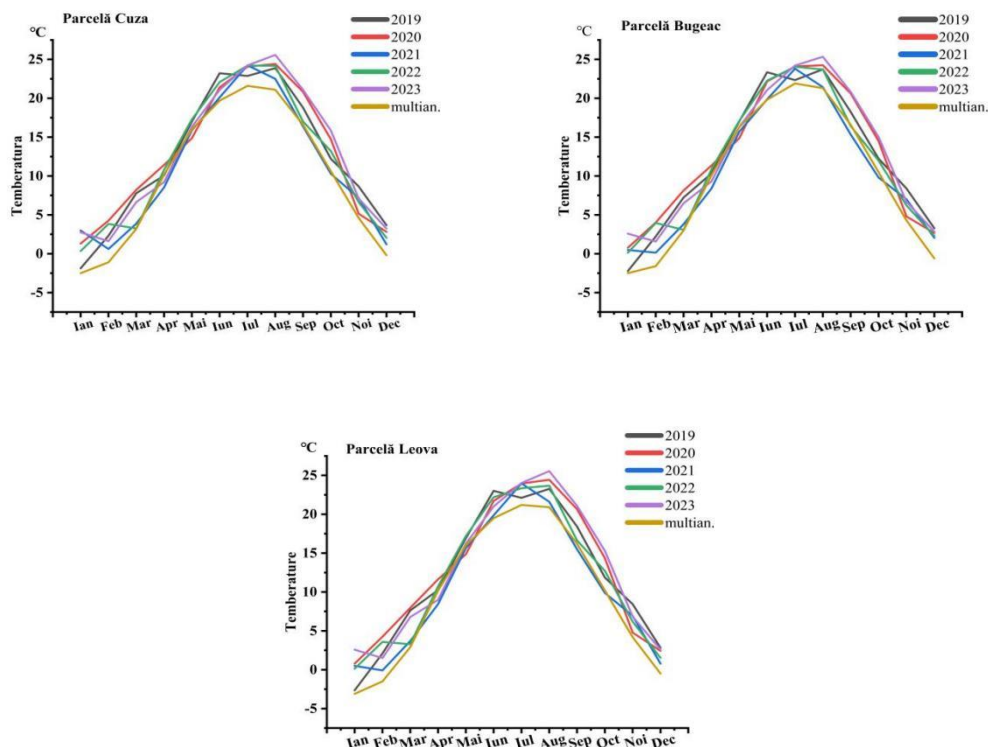 °C
Parcelă Cuza
2019
2020
2021
2022
2023
multian.
25
20
15
10
5
0
-5
Temberatura
Ian Feb Mar Apr Mai Iun Iul Aug Sep Oct Noi Dec
°C
Parcelă Bugeac
2019
2020
2021
2022
2023
multian.
25
20
15
10
5
0
-5
Temberature
Ian Feb Mar Apr Mai Iun Iul Aug Sep Oct Noi Dec
°C
Parcelă Leova
2019
2020
2021
2022
2023
multian.
25
20
15
10
5
0
-5
Temberature
Ian Feb Mar Apr Mai Iun Iul Aug Sep Oct Noi Dec